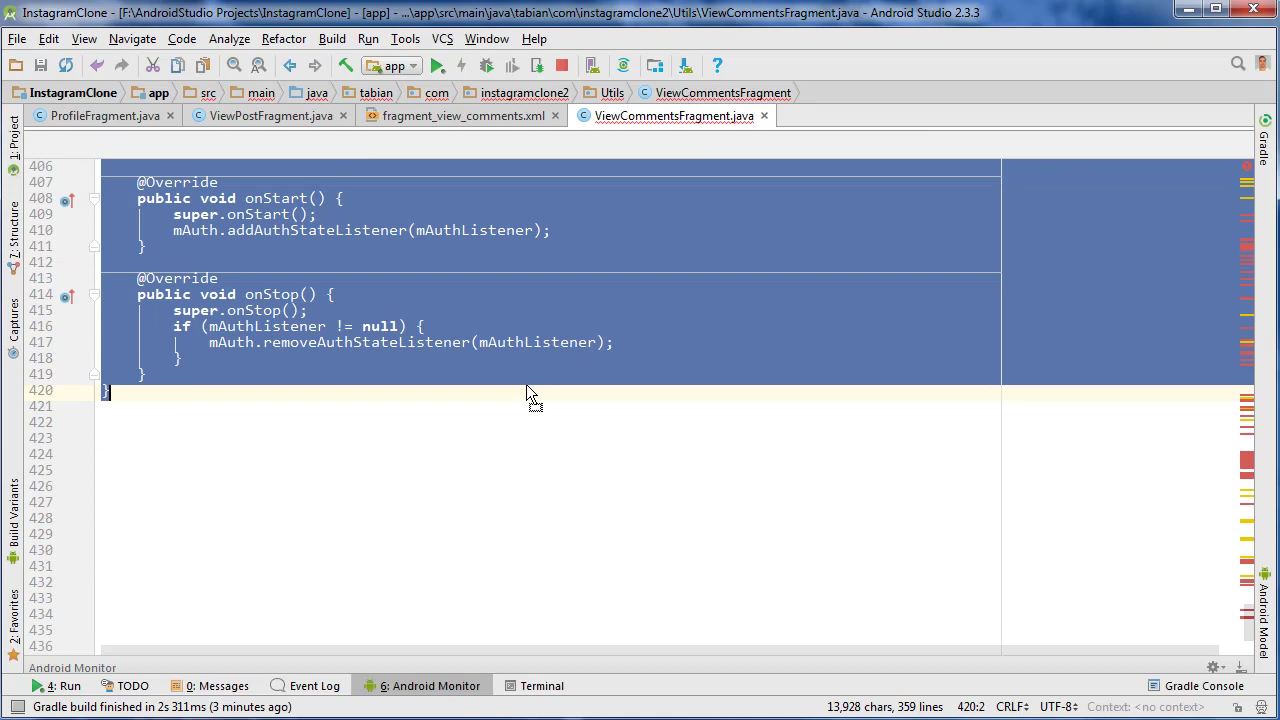 InstagramClone - [F:\AndroidStudio Projects\InstagramClone] - [app] - ...\app\src\main\java\tabian\com\instagramclone2\Utils\ViewCommentsFragment.java - Android Studio 2.3.3
File Edit View Navigate Code Analyze Refactor Build Run Tools VCS Window Help
app
InstagramClone app src main java tabian com instagramclone2 Utils ViewCommentsFragment
ProfileFragment.java ViewPostFragment.java fragment_view_comments.xml ViewCommentsFragment.java
1: Project
7: Structure
Captures
Build Variants
2: Favorites
406
407 @Override
408 public void onStart() {
409 super.onStart();
410 mAuth.addAuthStateListener(mAuthListener);
411 }
412
413 @Override
414 public void onStop() {
415 super.onStop();
416 if (mAuthListener != null) {
417 mAuth.removeAuthStateListener(mAuthListener);
418 }
419 }
420 }
421
422
423
424
425
426
427
428
429
430
431
432
433
434
435
436
Gradle
Android Model
Android Monitor
4: Run TODO 0: Messages Event Log 6: Android Monitor Terminal Gradle Console
Gradle build finished in 2s 311ms (3 minutes ago) 13,928 chars, 359 lines 420:2 CRLF UTF-8 Context: <no context>